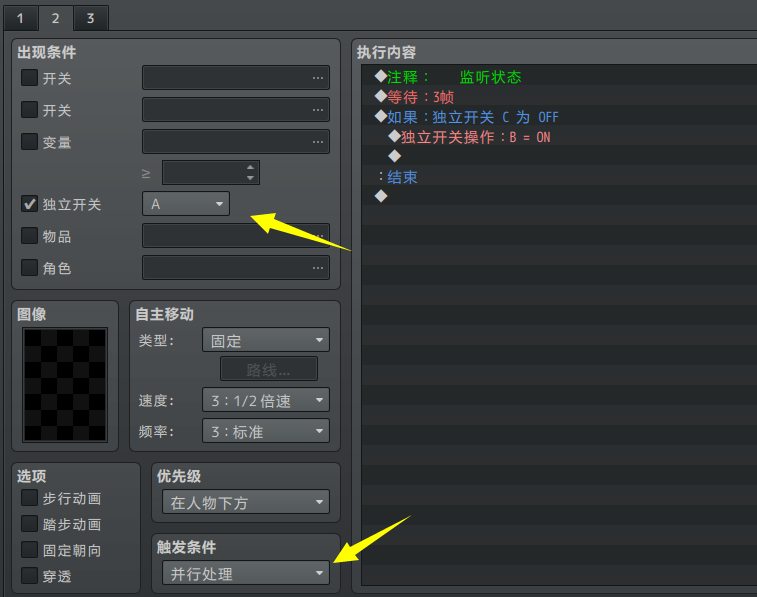 1 2 3
出现条件
开关 ...
开关 ...
变量 ...
≥
独立开关 A
物品 ...
角色 ...
图像
自主移动
类型: 固定
路线...
速度: 3:1/2倍速
频率: 3:标准
选项
步行动画
踏步动画
固定朝向
穿透
优先级
在人物下方
触发条件
并行处理
执行内容
◆注释： 监听状态
◆等待：3帧
◆如果：独立开关 C 为 OFF
◆独立开关操作：B = ON
◆
：结束
◆